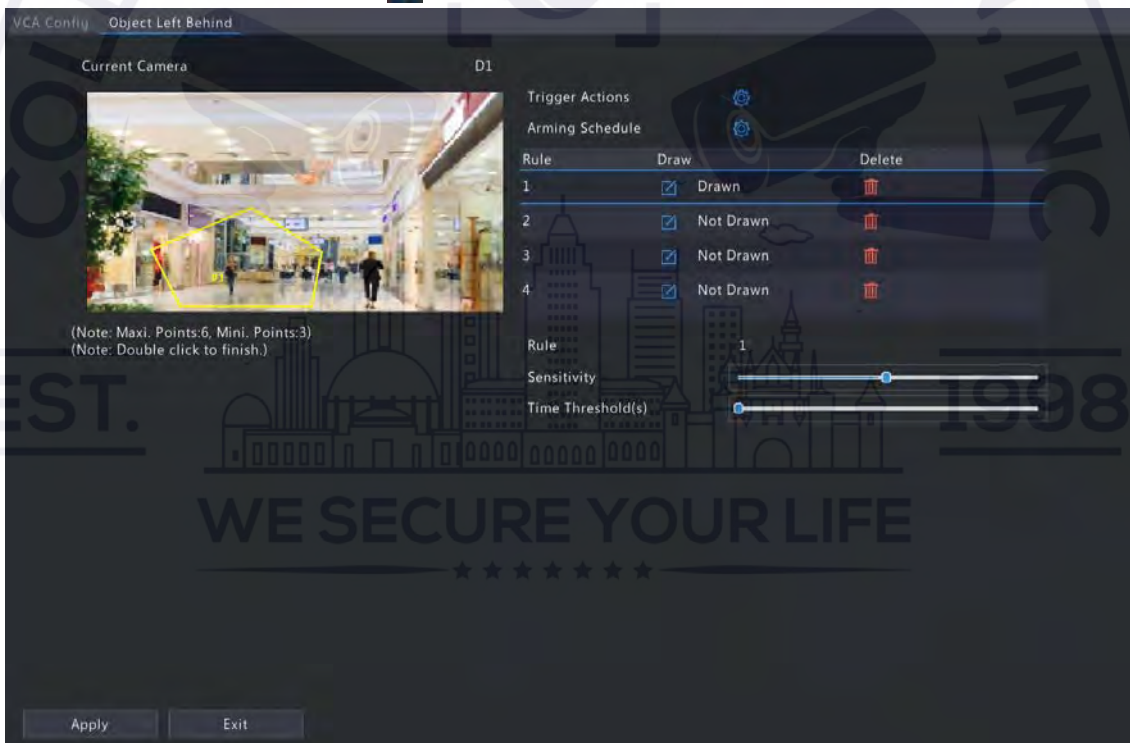 VCA Config Object Left Behind
Current Camera D1
Trigger Actions
Arming Schedule
Rule Draw Delete
1 Drawn
2 Not Drawn
3 Not Drawn
4 Not Drawn
#1
(Note: Maxi. Points:6, Mini. Points:3)
(Note: Double click to finish.)
Rule 1
Sensitivity
Time Threshold(s)
EST. 1998
WE SECURE YOUR LIFE
, INC
Apply Exit